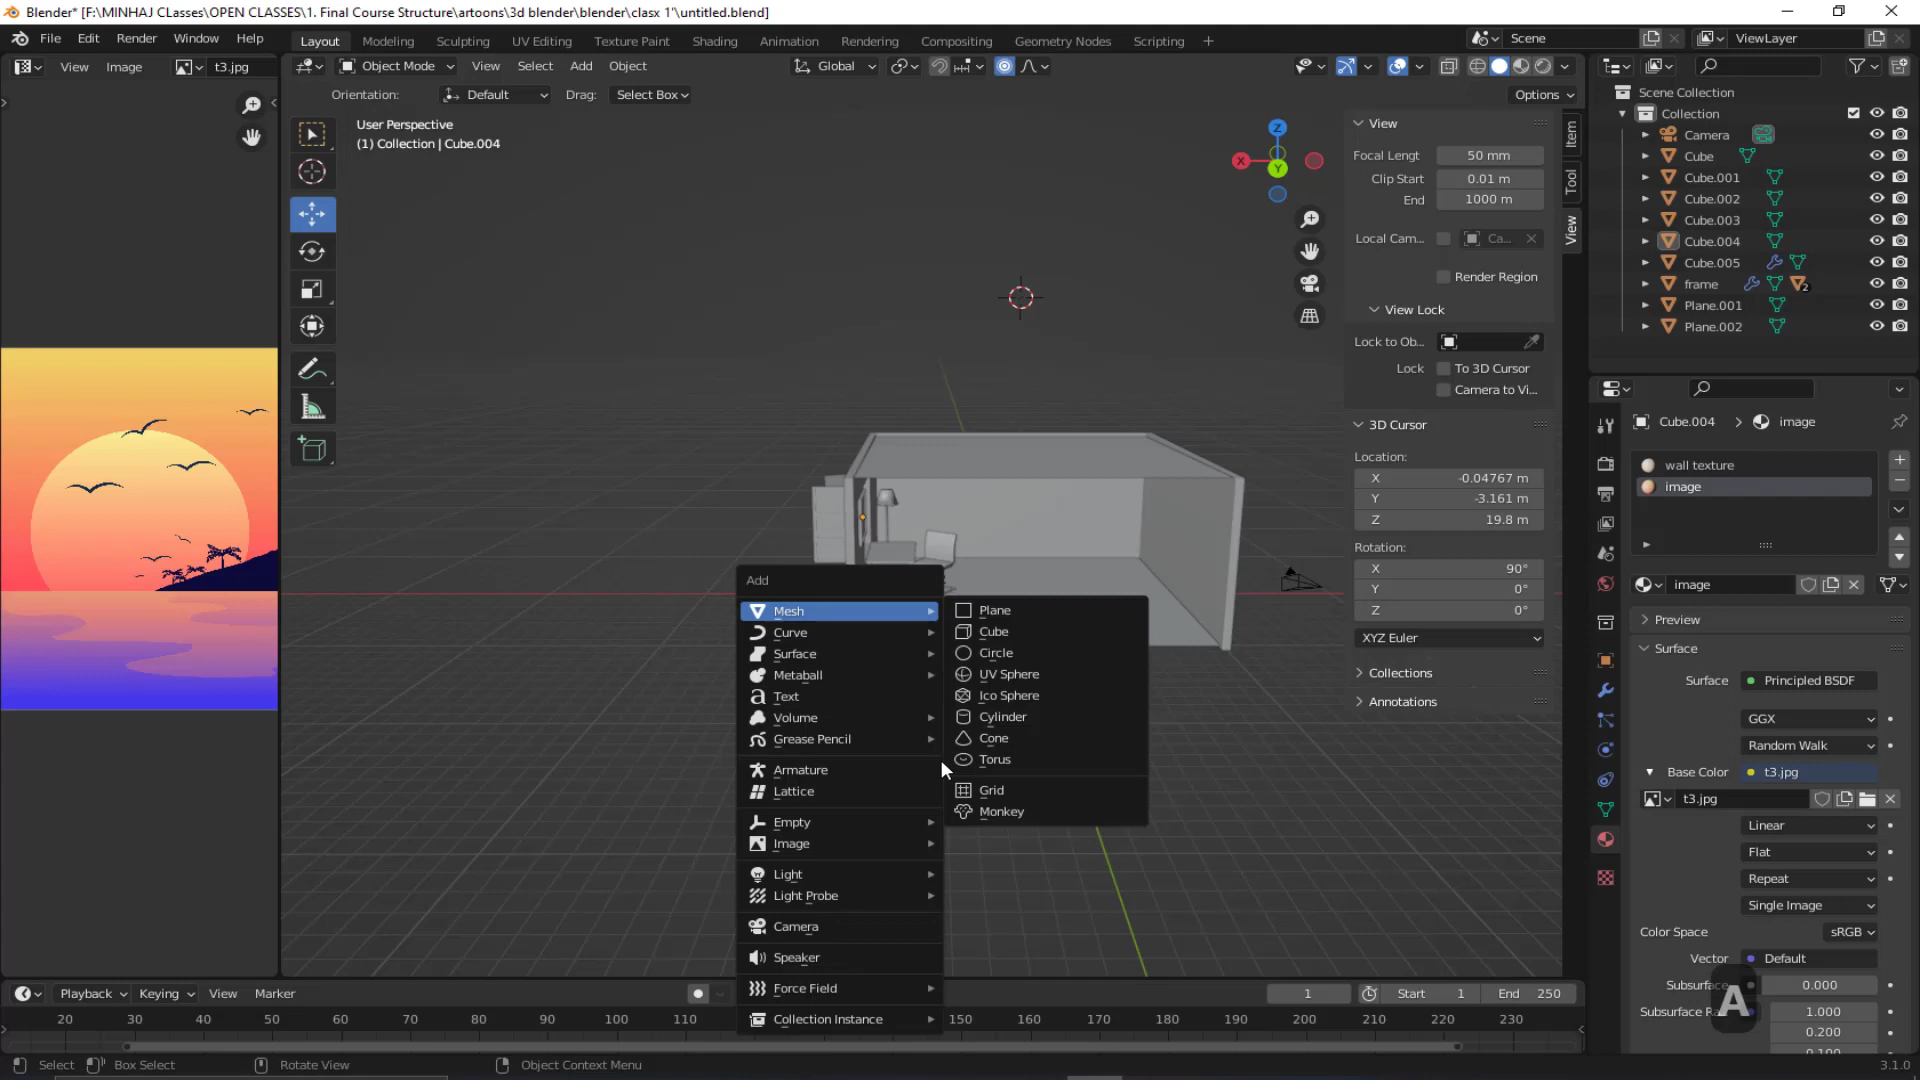 Blender* [F:\MINHAJ CLasses\OPEN CLASSES\1. Final Course Structure\artoons\3d blender\blender\clasx 1"\untitled.blend]
File Edit Render Window Help
Layout Modeling Sculpting UV Editing Texture Paint Shading Animation Rendering Compositing Geometry Nodes Scripting +
Scene ViewLayer
View Image t3.jpg
Object Mode View Select Add Object Global
Orientation: Default Drag: Select Box Options
User Perspective
(1) Collection | Cube.004
Z
X
Y
View
Focal Lengt 50 mm
Clip Start 0.01 m
End 1000 m
Local Cam... Ca...
Render Region
View Lock
Lock to Ob...
Lock To 3D Cursor
Camera to Vi...
3D Cursor
Location:
X -0.04767 m
Y -3.161 m
Z 19.8 m
Rotation:
X 90°
Y 0°
Z 0°
XYZ Euler
Collections
Annotations
Item
Tool
View
Add
Mesh
Curve
Surface
Metaball
Text
Volume
Grease Pencil
Armature
Lattice
Empty
Image
Light
Light Probe
Camera
Speaker
Force Field
Collection Instance
Plane
Cube
Circle
UV Sphere
Ico Sphere
Cylinder
Cone
Torus
Grid
Monkey
Scene Collection
Collection
Camera
Cube
Cube.001
Cube.002
Cube.003
Cube.004
Cube.005
frame 2
Plane.001
Plane.002
Cube.004 > image
wall texture
image
image
Preview
Surface
Surface Principled BSDF
GGX
Random Walk
Base Color t3.jpg
t3.jpg
Linear
Flat
Repeat
Single Image
Color Space sRGB
Vector Default
Subsurface 0.000
Subsurface Ra 1.000
0.200
A
Playback Keying View Marker
1 Start 1 End 250
20 30 40 50 60 70 80 90 100 110 150 160 170 180 190 200 210 220 230
Select Box Select Rotate View Object Context Menu 3.1.0